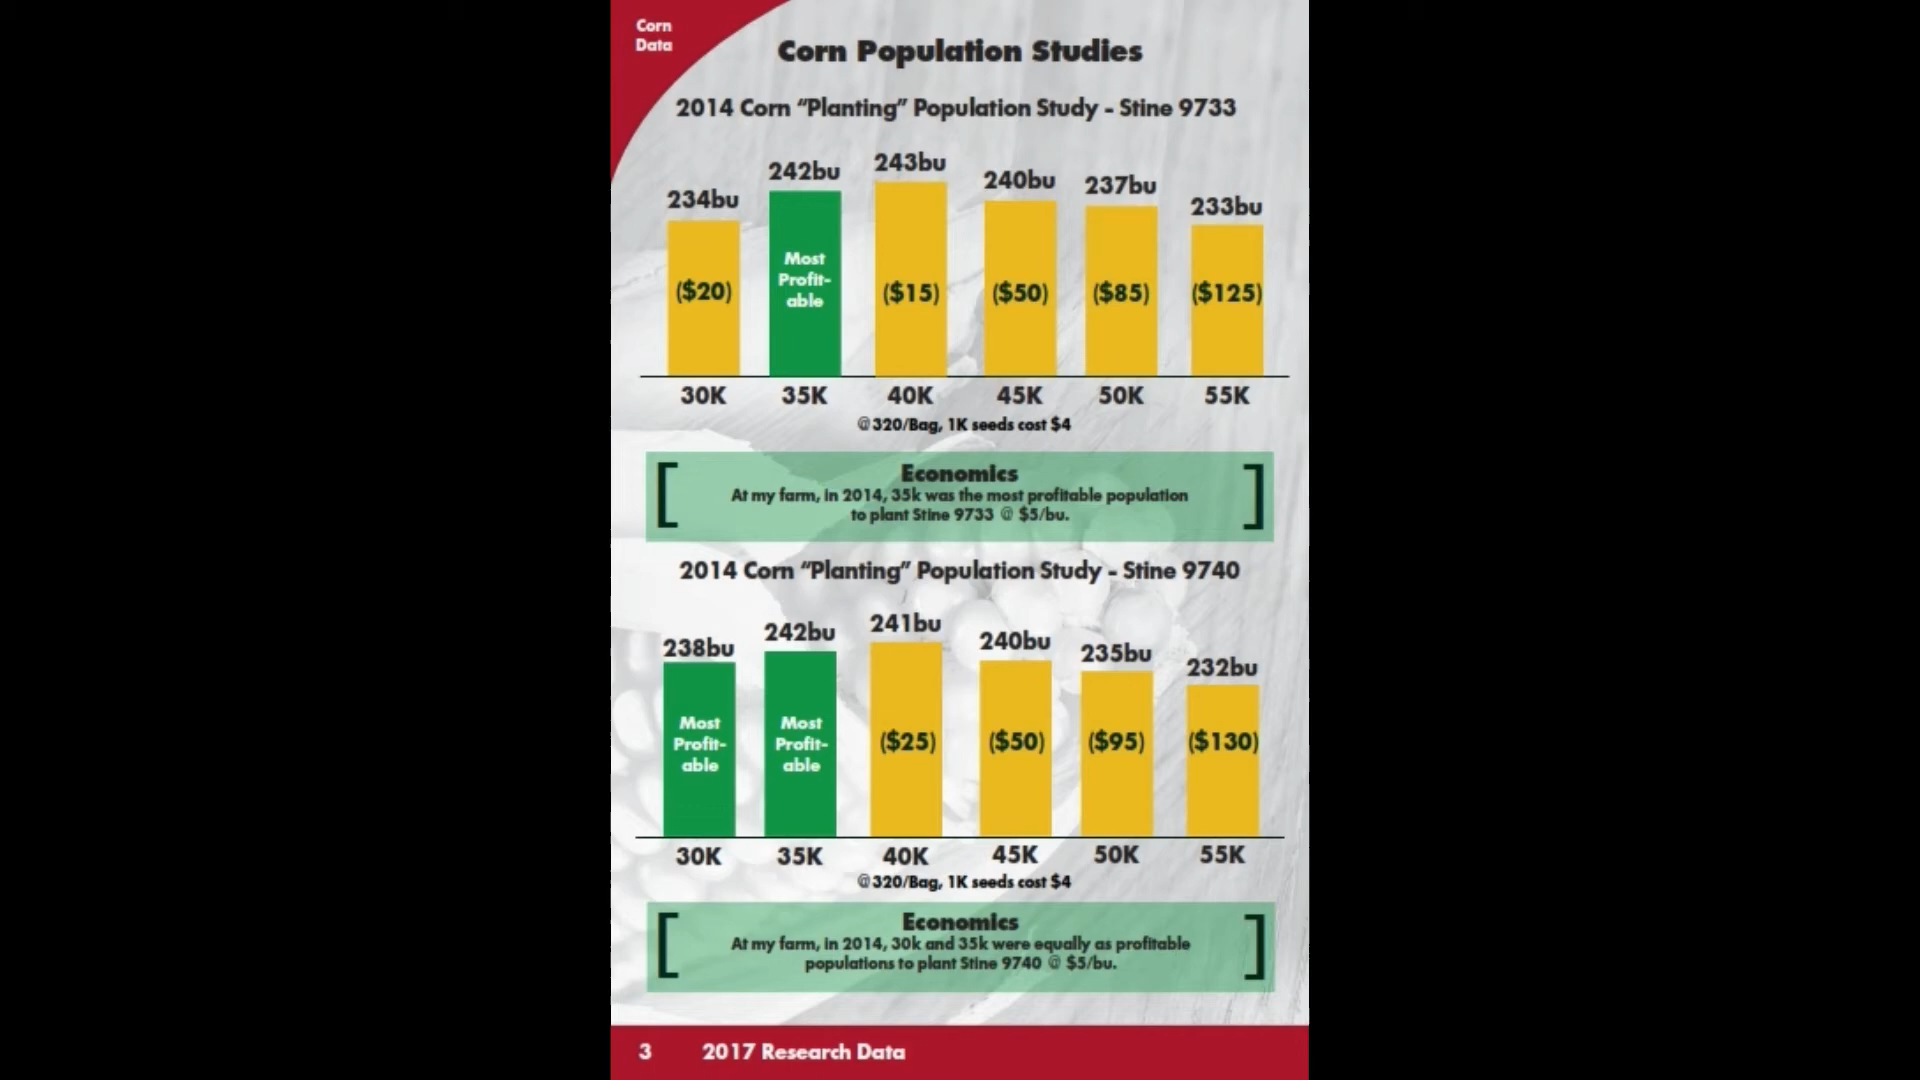 Corn
Data
Corn Population Studies
2014 Corn “Planting” Population Study - Stine 9733
234bu 242bu 243bu 240bu 237bu 233bu
Most
Profit-
able
($20) ($15) ($50) ($85) ($125)
30K 35K 40K 45K 50K 55K
@320/Bag, 1K seeds cost $4
Economics
At my farm, in 2014, 35k was the most profitable population
to plant Stine 9733 @ $5/bu.
2014 Corn “Planting” Population Study - Stine 9740
238bu 242bu 241bu 240bu 235bu 232bu
Most Most
Profit- Profit-
able able
($25) ($50) ($95) ($130)
30K 35K 40K 45K 50K 55K
@320/Bag, 1K seeds cost $4
Economics
At my farm, in 2014, 30k and 35k were equally as profitable
populations to plant Stine 9740 @ $5/bu.
3 2017 Research Data